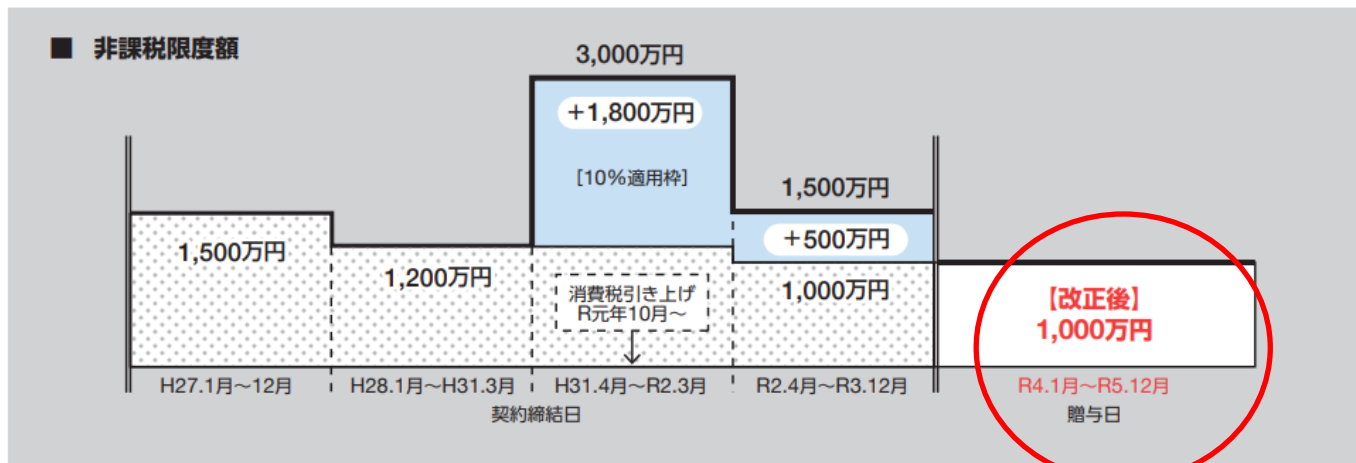 ■ 非課税限度額
3,000万円
+1,800万円
[10%適用枠]
1,500万円
+500万円
1,500万円
1,200万円
消費税引き上げ
R元年10月~
1,000万円
【改正後】
1,000万円
H27.1月~12月
H28.1月~H31.3月
H31.4月~R2.3月
R2.4月~R3.12月
R4.1月~R5.12月
契約締結日
贈与日